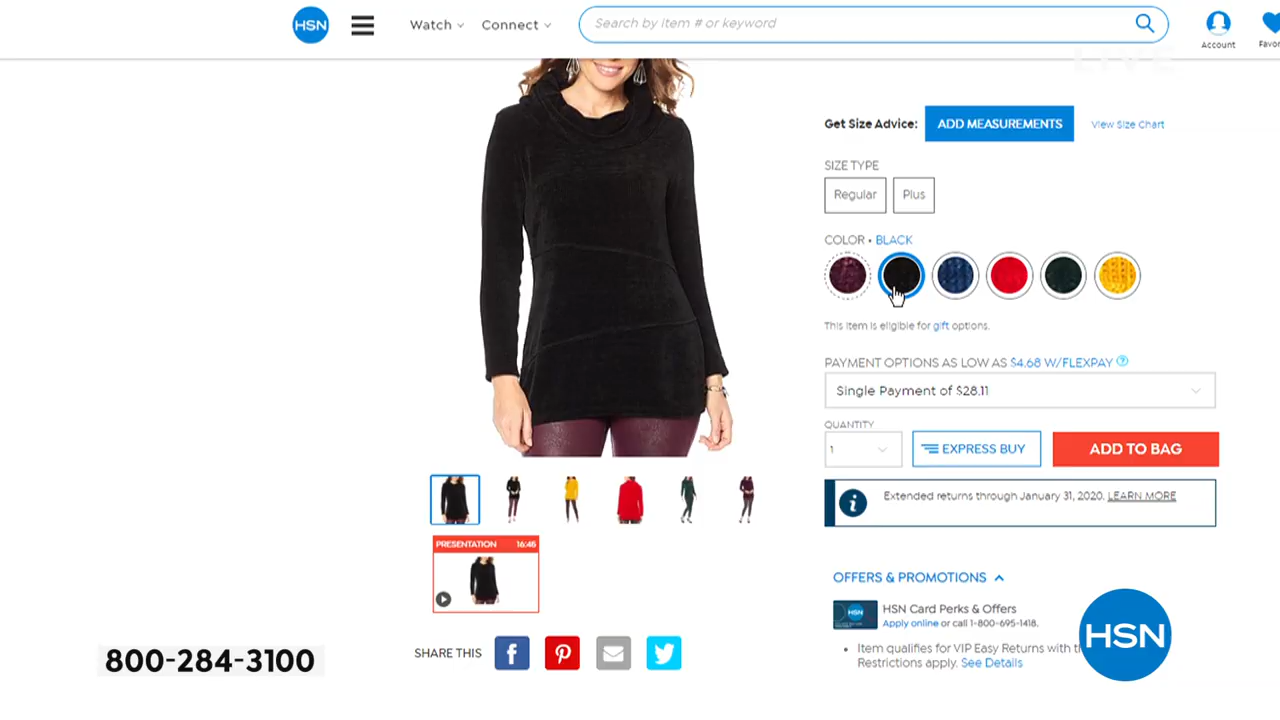 HSN
Watch
Connect
Search by item # or keyword
Account
Favor
LIVE
Get Size Advice:
ADD MEASUREMENTS
View Size Chart
SIZE TYPE
Regular
Plus
COLOR • BLACK
This item is eligible for gift options.
PAYMENT OPTIONS AS LOW AS $4.68 W/FLEXPAY ?
Single Payment of $28.11
QUANTITY
1
EXPRESS BUY
ADD TO BAG
Extended returns through January 31, 2020. LEARN MORE
PRESENTATION 16:45
OFFERS & PROMOTIONS
HSN
HSN Card Perks & Offers
Apply online or call 1-800-695-1418.
• Item qualifies for VIP Easy Returns with
Restrictions apply. See Details
SHARE THIS
800-284-3100
HSN